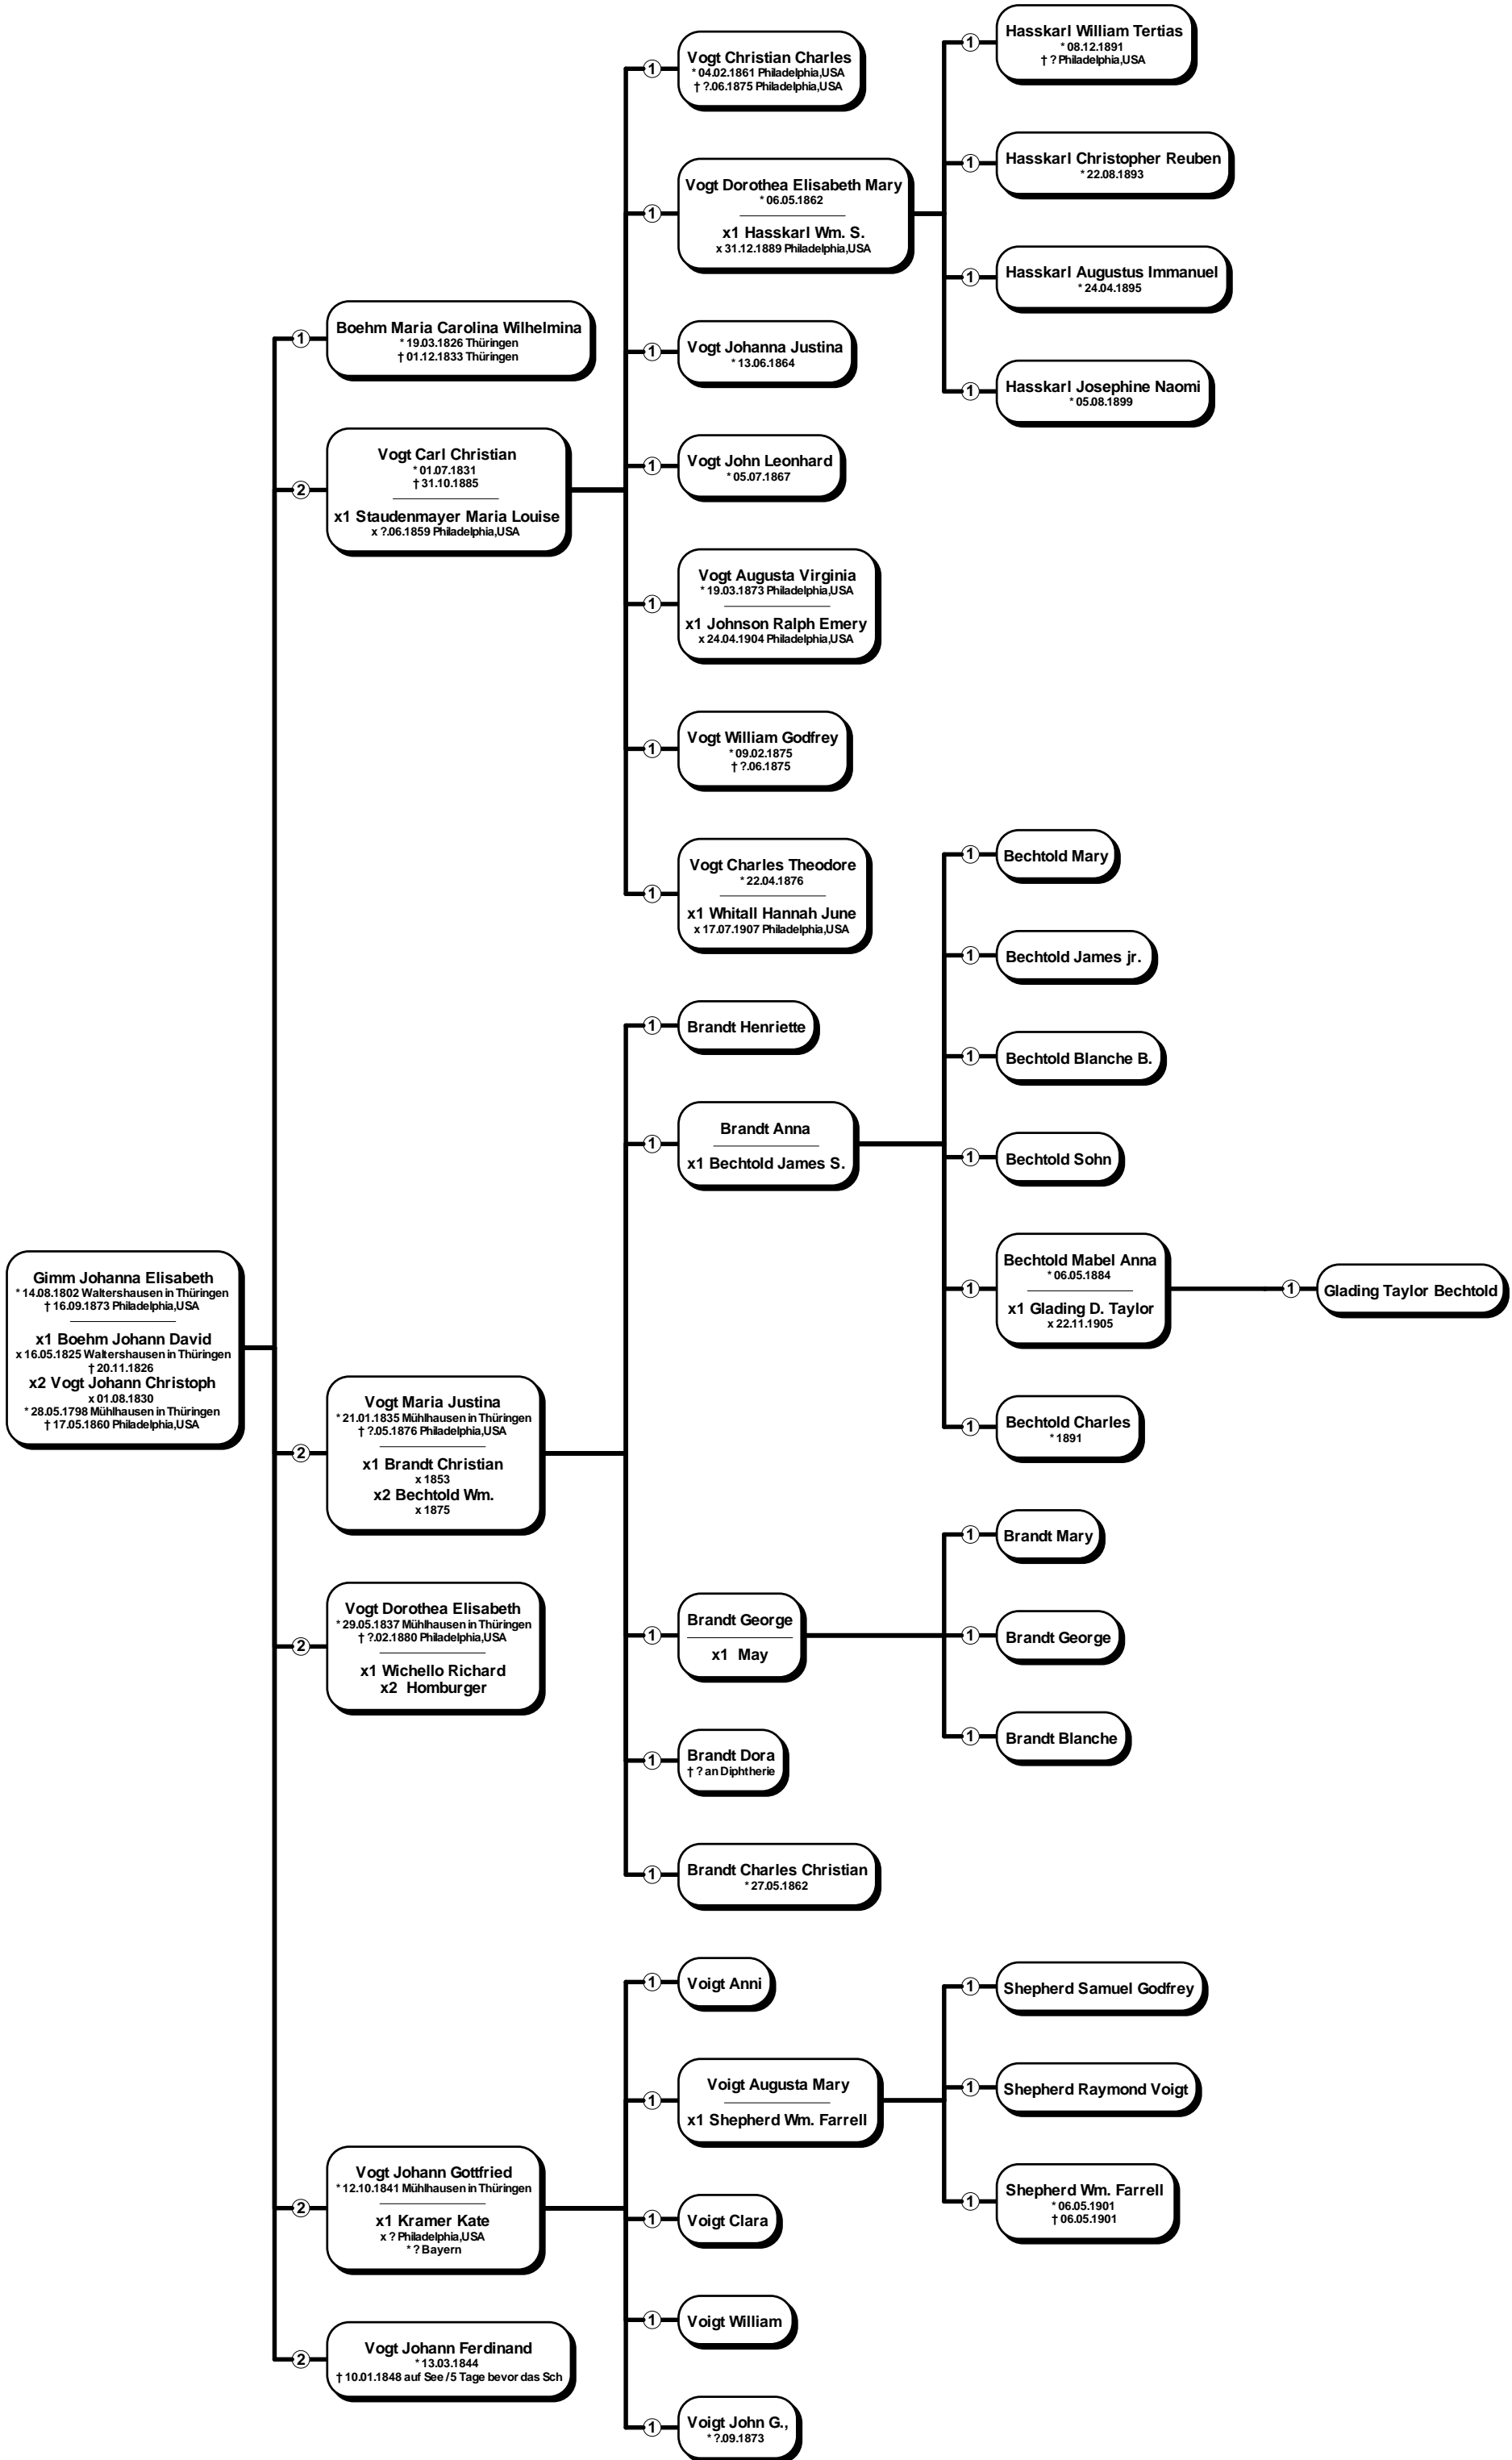 Gimm Johanna Elisabeth
* 14.08.1802 Waltershausen in Thüringen
† 16.09.1873 Philadelphia,USA
x1 Boehm Johann David
x 16.05.1825 Waltershausen in Thüringen
† 20.11.1826
x2 Vogt Johann Christoph
x 01.08.1830
* 28.05.1798 Mühlhausen in Thüringen
† 17.05.1860 Philadelphia,USA
1
Boehm Maria Carolina Wilhelmina
* 19.03.1826 Thüringen
† 01.12.1833 Thüringen
2
Vogt Carl Christian
* 01.07.1831
† 31.10.1885
x1 Staudenmayer Maria Louise
x ?.06.1859 Philadelphia,USA
1
Vogt Christian Charles
* 04.02.1861 Philadelphia,USA
† ?.06.1875 Philadelphia,USA
1
Vogt Dorothea Elisabeth Mary
* 06.05.1862
x1 Hasskarl Wm. S.
x 31.12.1889 Philadelphia,USA
1
Hasskarl William Tertias
* 08.12.1891
† ? Philadelphia,USA
1
Hasskarl Christopher Reuben
* 22.08.1893
1
Hasskarl Augustus Immanuel
* 24.04.1895
1
Hasskarl Josephine Naomi
* 05.08.1899
1
Vogt Johanna Justina
* 13.06.1864
1
Vogt John Leonhard
* 05.07.1867
1
Vogt Augusta Virginia
* 19.03.1873 Philadelphia,USA
x1 Johnson Ralph Emery
x 24.04.1904 Philadelphia,USA
1
Vogt William Godfrey
* 09.02.1875
† ?.06.1875
1
Vogt Charles Theodore
* 22.04.1876
x1 Whitall Hannah June
x 17.07.1907 Philadelphia,USA
2
Vogt Maria Justina
* 21.01.1835 Mühlhausen in Thüringen
† ?.05.1876 Philadelphia,USA
x1 Brandt Christian
x 1853
x2 Bechtold Wm.
x 1875
1
Brandt Henriette
1
Brandt Anna
x1 Bechtold James S.
1
Bechtold Mary
1
Bechtold James jr.
1
Bechtold Blanche B.
1
Bechtold Sohn
1
Bechtold Mabel Anna
* 06.05.1884
x1 Glading D. Taylor
x 22.11.1905
1
Glading Taylor Bechtold
1
Bechtold Charles
* 1891
1
Brandt George
x1 May
1
Brandt Mary
1
Brandt George
1
Brandt Blanche
1
Brandt Dora
† ? an Diphtherie
1
Brandt Charles Christian
* 27.05.1862
2
Vogt Dorothea Elisabeth
* 29.05.1837 Mühlhausen in Thüringen
† ?.02.1880 Philadelphia,USA
x1 Wichello Richard
x2 Homburger
2
Vogt Johann Gottfried
* 12.10.1841 Mühlhausen in Thüringen
x1 Kramer Kate
x ? Philadelphia,USA
* ? Bayern
1
Voigt Anni
1
Voigt Augusta Mary
x1 Shepherd Wm. Farrell
1
Shepherd Samuel Godfrey
1
Shepherd Raymond Voigt
1
Shepherd Wm. Farrell
* 06.05.1901
† 06.05.1901
1
Voigt Clara
1
Voigt William
1
Voigt John G.,
* ?.09.1873
2
Vogt Johann Ferdinand
* 13.03.1844
† 10.01.1848 auf See /5 Tage bevor das Sch